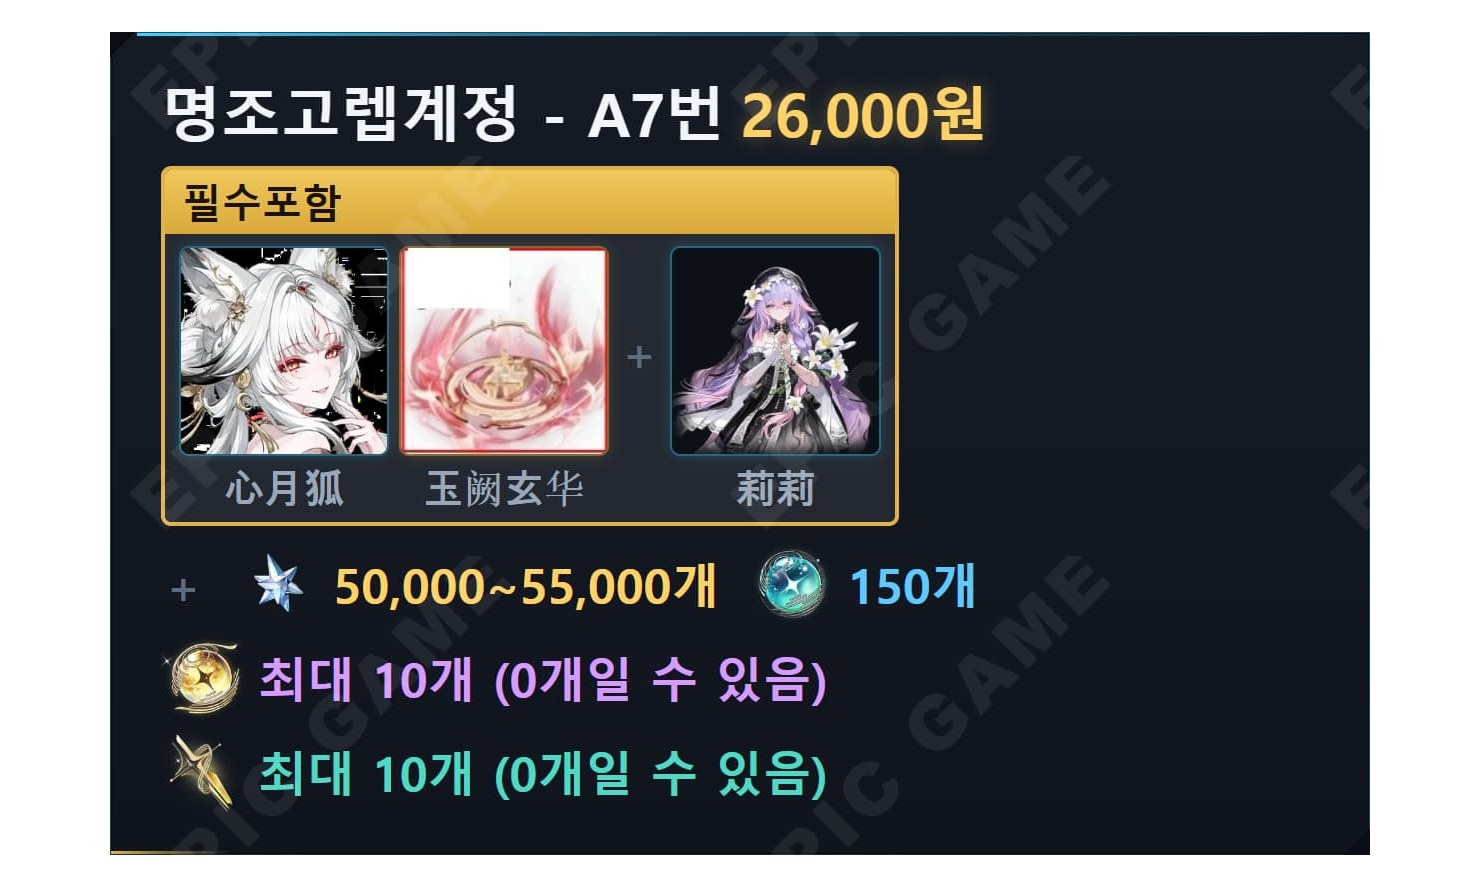 명조고렙계정 - A7번 26,000원
필수포함
心月狐 玉阙玄华 + 莉莉
+ 50,000~55,000개 150개
최대 10개 (0개일 수 있음)
최대 10개 (0개일 수 있음)
EPIC GAME